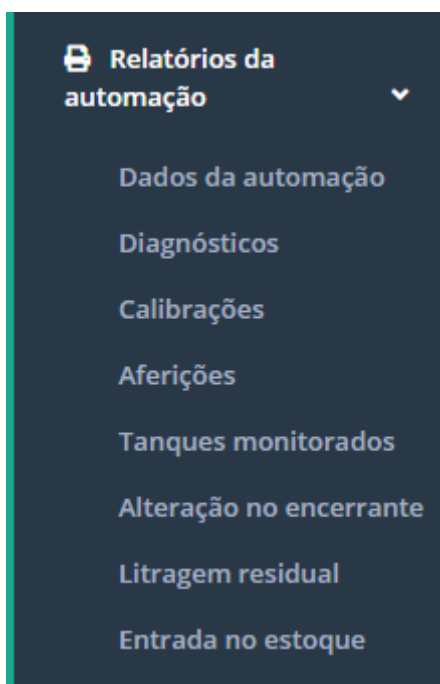 Relatórios da
automação
Dados da automação
Diagnósticos
Calibrações
Aferições
Tanques monitorados
Alteração no encerrante
Litragem residual
Entrada no estoque